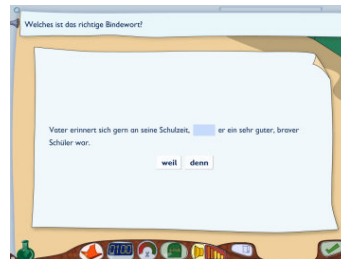 Welches ist das richtige Bindewort?
Vater erinnert sich gern an seine Schulzeit, er ein sehr guter, braver
Schüler war.
weil denn